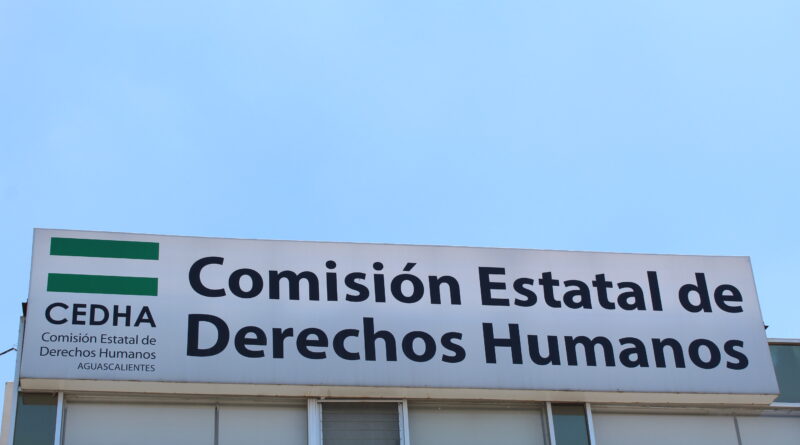 CEDHA
Comisión Estatal de
Derechos Humanos
AGUASCALIENTES
Comisión Estatal de
Derechos Humanos